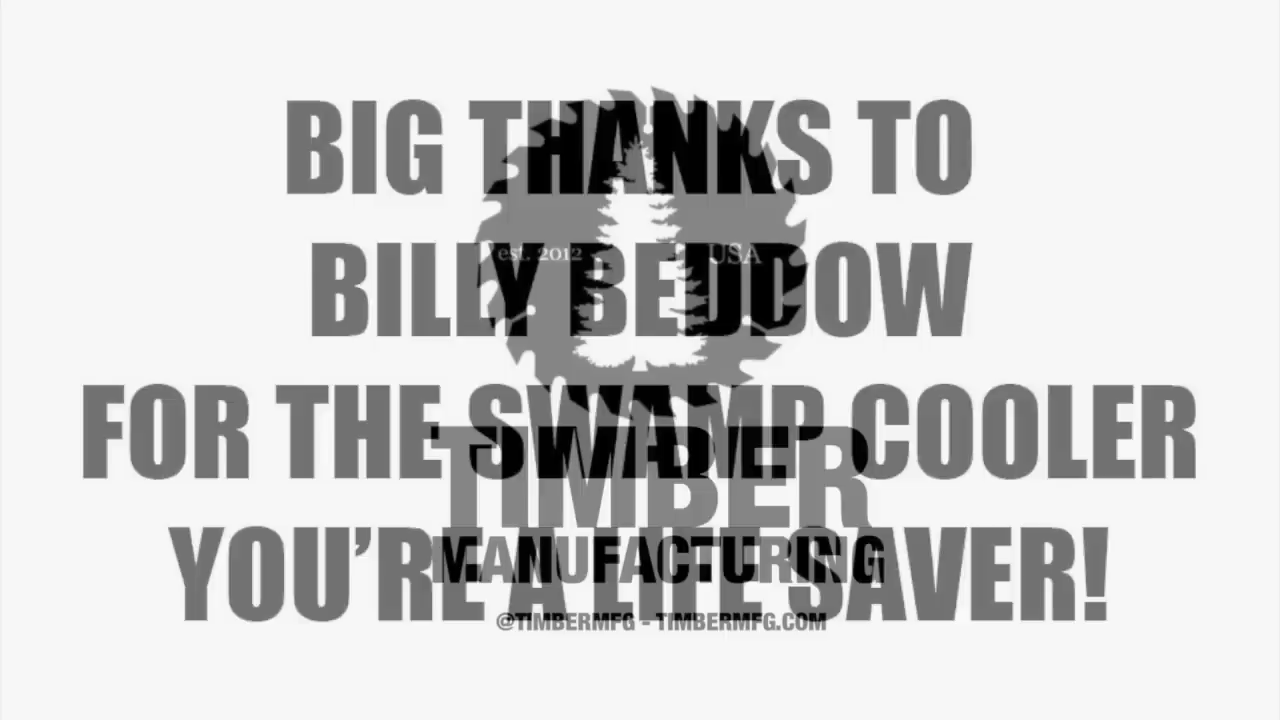 BIG THANKS TO
est. 2012 USA
BILLY BEDDOW
FOR THE SWAMP COOLER
TIMBER
YOU’RE A LIFE SAVER!
MANUFACTURING
@TIMBERMFG - TIMBERMFG.COM